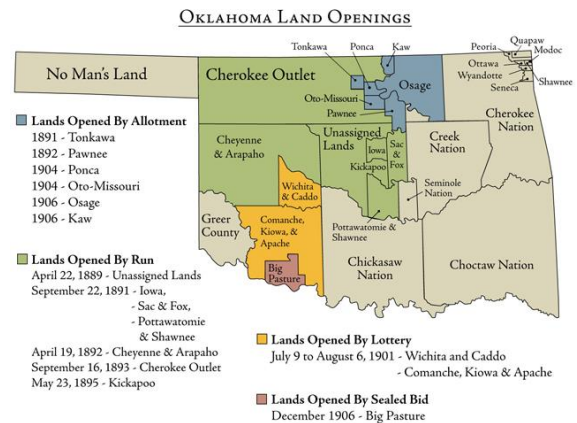 Oklahoma Land Openings
No Man's Land
Cherokee Outlet
Tonkawa
Ponca
Kaw
Osage
Oto-Missouri
Pawnee
Peoria
Quapaw
Modoc
Ottawa
Wyandotte
Shawnee
Seneca
Cherokee
Nation
Cheyenne
& Arapaho
Unassigned
Lands
Iowa
Sac
&
Fox
Kickapoo
Creek
Nation
Seminole
Nation
Wichita
& Caddo
Greer
County
Comanche,
Kiowa, &
Apache
Big
Pasture
Pottawatomie &
Shawnee
Chickasaw
Nation
Choctaw Nation
Lands Opened By Allotment
1891 - Tonkawa
1892 - Pawnee
1904 - Ponca
1904 - Oto-Missouri
1906 - Osage
1906 - Kaw
Lands Opened By Run
April 22, 1889 - Unassigned Lands
September 22, 1891 - Iowa,
- Sac & Fox,
- Pottawatomie
& Shawnee
April 19, 1892 - Cheyenne & Arapaho
September 16, 1893 - Cherokee Outlet
May 23, 1895 - Kickapoo
Lands Opened By Lottery
July 9 to August 6, 1901 - Wichita and Caddo
- Comanche, Kiowa & Apache
Lands Opened By Sealed Bid
December 1906 - Big Pasture